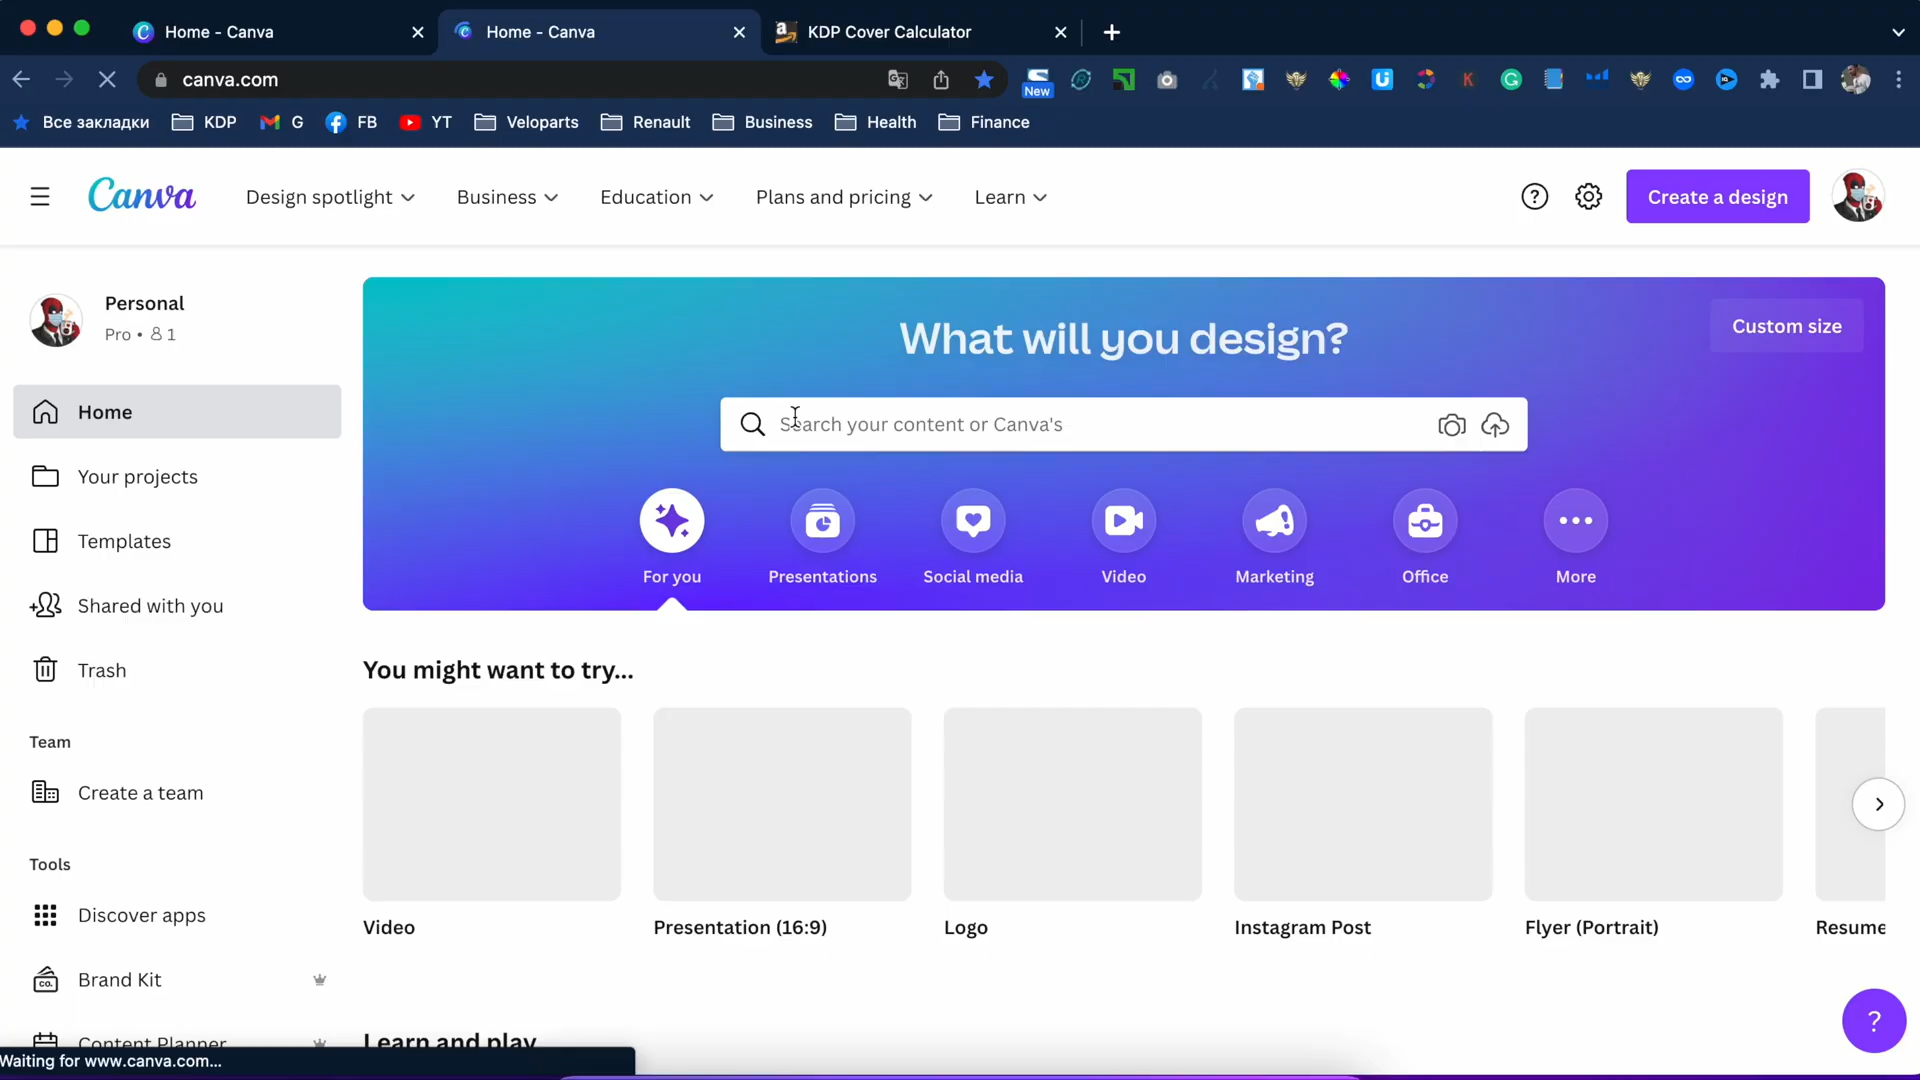 Home - Canva
Home - Canva
KDP Cover Calculator
canva.com
New
Все закладки
KDP
G
FB
YT
Veloparts
Renault
Business
Health
Finance
Canva
Design spotlight
Business
Education
Plans and pricing
Learn
Create a design
Personal
Pro • 1
Home
Your projects
Templates
Shared with you
Trash
Team
Create a team
Tools
Discover apps
Brand Kit
Content Planner
What will you design?
Custom size
Search your content or Canva's
For you
Presentations
Social media
Video
Marketing
Office
More
You might want to try...
Video
Presentation (16:9)
Logo
Instagram Post
Flyer (Portrait)
Resume
Learn and play
?
Waiting for www.canva.com...